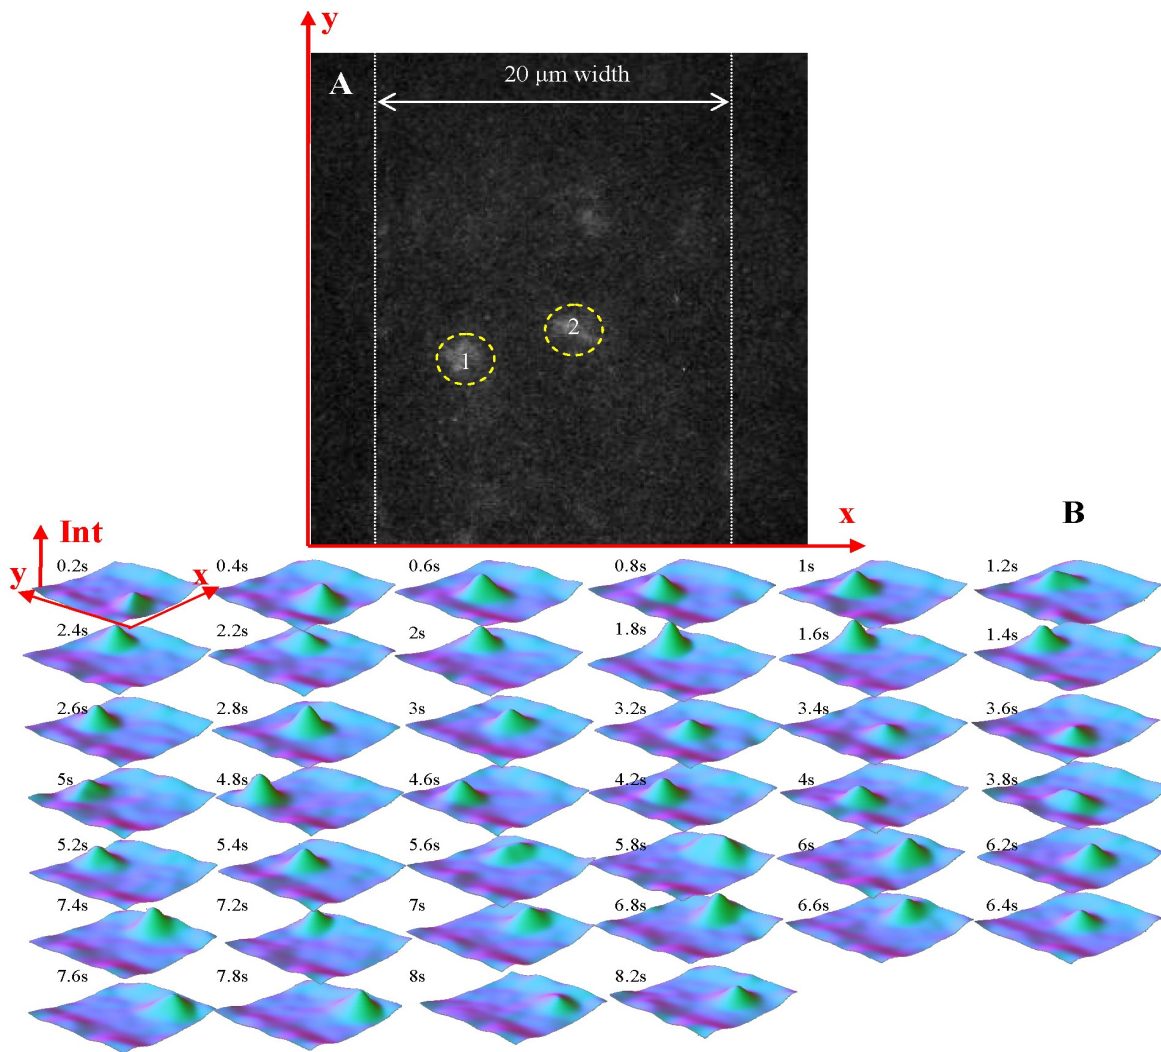 y
A
20 μm width
2
1
x
B
Int
y
x
0.2s 0.4s 0.6s 0.8s 1s 1.2s
2.4s 2.2s 2s 1.8s 1.6s 1.4s
2.6s 2.8s 3s 3.2s 3.4s 3.6s
5s 4.8s 4.6s 4.2s 4s 3.8s
5.2s 5.4s 5.6s 5.8s 6s 6.2s
7.4s 7.2s 7s 6.8s 6.6s 6.4s
7.6s 7.8s 8s 8.2s